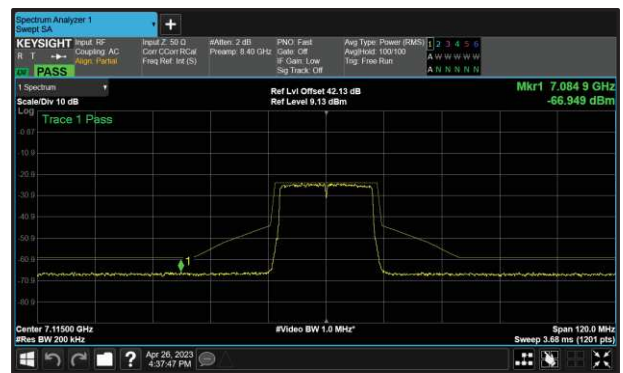 Spectrum Analyzer 1
Swept SA
+
KEYSIGHT Input: RF
R T Coupling: AC
Align: Partial
PASS
Input Z: 50 Ω
Corr CCorr RCal
Freq Ref: Int (S)
#Atten: 2 dB
Preamp: 8.40 GHz
PNO: Fast
Gate: Off
IF Gain: Low
Sig Track: Off
Avg Type: Power (RMS)
Avg|Hold: 100/100
Trig: Free Run
1 2 3 4 5 6
A W W W W W
A N N N N N
1 Spectrum
Scale/Div 10 dB
Ref Lvl Offset 42.13 dB
Ref Level 9.13 dBm
Mkr1 7.084 9 GHz
-66.949 dBm
Log
Trace 1 Pass
-0.87
-10.9
-20.9
-30.9
-40.9
-50.9
-60.9
-70.9
-80.9
1
Center 7.11500 GHz
#Res BW 200 kHz
#Video BW 1.0 MHz*
Span 120.0 MHz
Sweep 3.68 ms (1201 pts)
?
Apr 26, 2023
4:37:47 PM